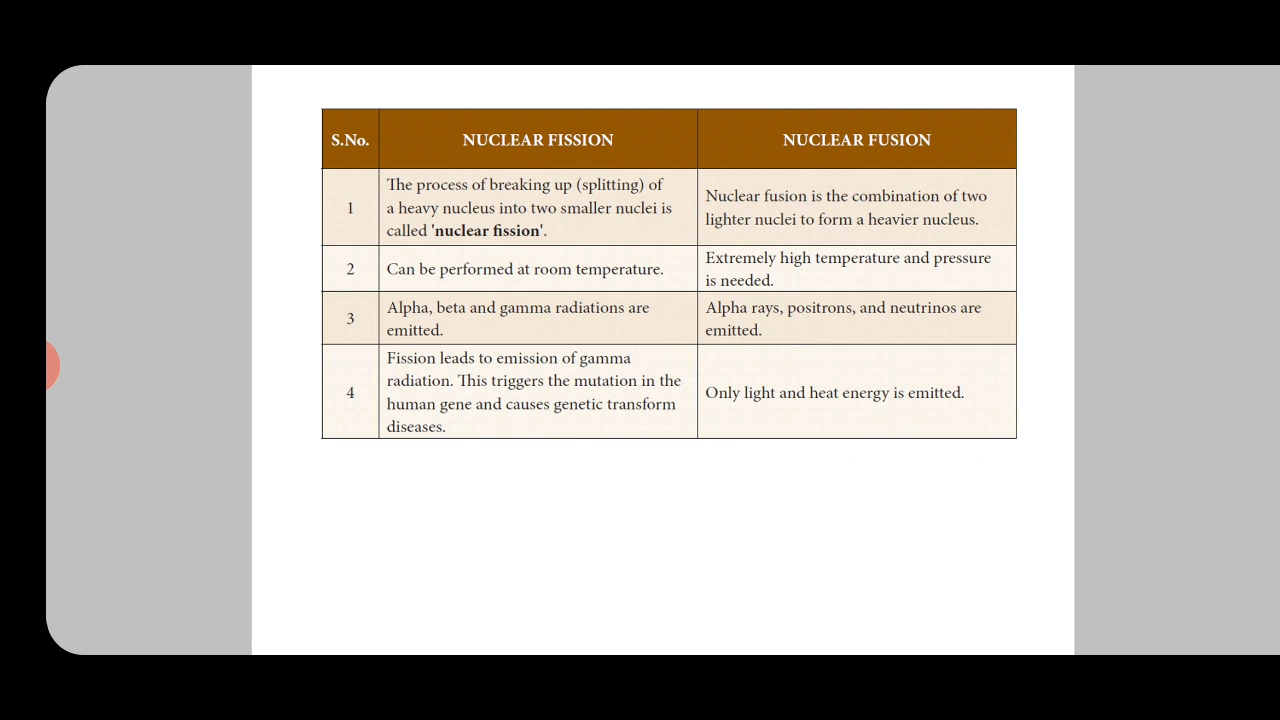 S.No. NUCLEAR FISSION NUCLEAR FUSION
1
The process of breaking up (splitting) of
a heavy nucleus into two smaller nuclei is
called 'nuclear fission'.
Nuclear fusion is the combination of two
lighter nuclei to form a heavier nucleus.
2
Can be performed at room temperature.
Extremely high temperature and pressure
is needed.
3
Alpha, beta and gamma radiations are
emitted.
Alpha rays, positrons, and neutrinos are
emitted.
4
Fission leads to emission of gamma
radiation. This triggers the mutation in the
human gene and causes genetic transform
diseases.
Only light and heat energy is emitted.